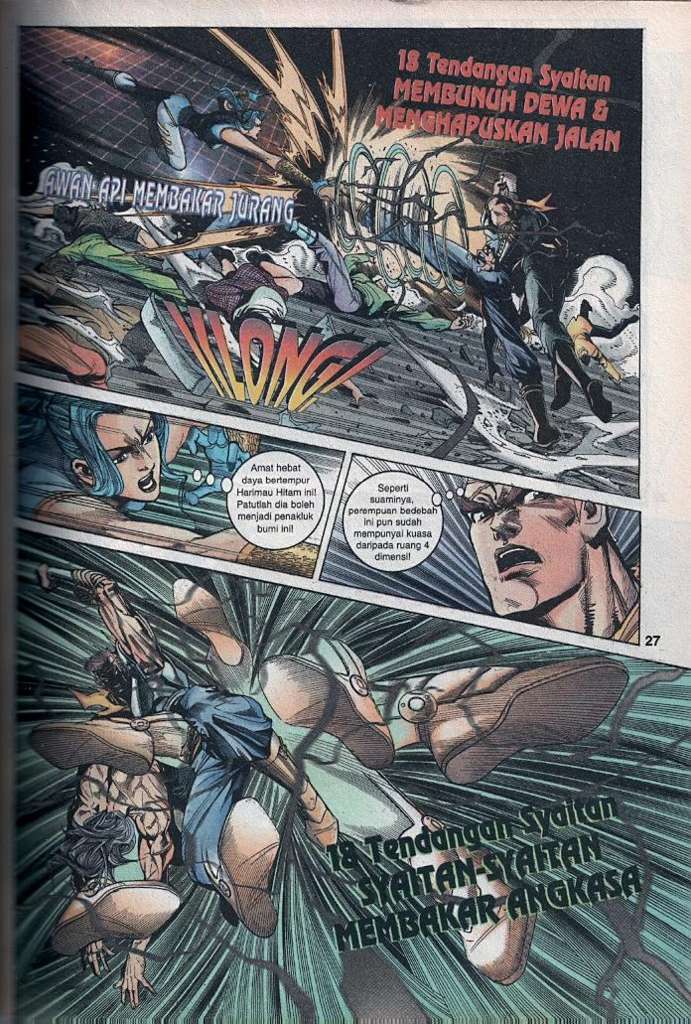 18 Tendangan Syaitan
MEMBUNUH DEWA &
MENGHAPUSKAN JALAN
AWAN API MEMBAKAR JURANG
KLONG!
Amat hebat
daya bertempur
Harimau Hitam ini!
Patutlah dia boleh
menjadi penakluk
bumi ini!
Seperti
suaminya,
perempuan bedebah
ini pun sudah
mempunyai kuasa
daripada ruang 4
dimensi!
27
18 Tendangan Syaitan
SYAITAN-SYAITAN
MEMBAKAR ANGKASA